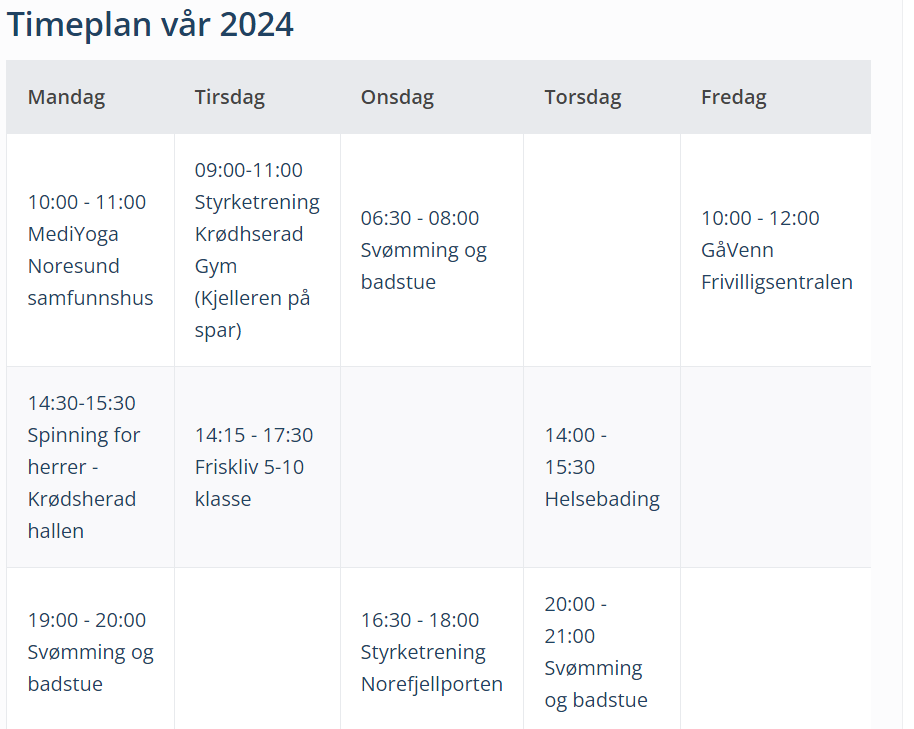 Timeplan vår 2024
Mandag
Tirsdag
Onsdag
Torsdag
Fredag
10:00 - 11:00
MediYoga
Noresund
samfunnshus
09:00-11:00
Styrketrening
Krødhserad
Gym
(Kjelleren på
spar)
06:30 - 08:00
Svømming og
badstue
10:00 - 12:00
GåVenn
Frivilligsentralen
14:30-15:30
Spinning for
herrer -
Krødsherad
hallen
14:15 - 17:30
Friskliv 5-10
klasse
14:00 -
15:30
Helsebading
19:00 - 20:00
Svømming og
badstue
16:30 - 18:00
Styrketrening
Norefjellporten
20:00 -
21:00
Svømming
og badstue